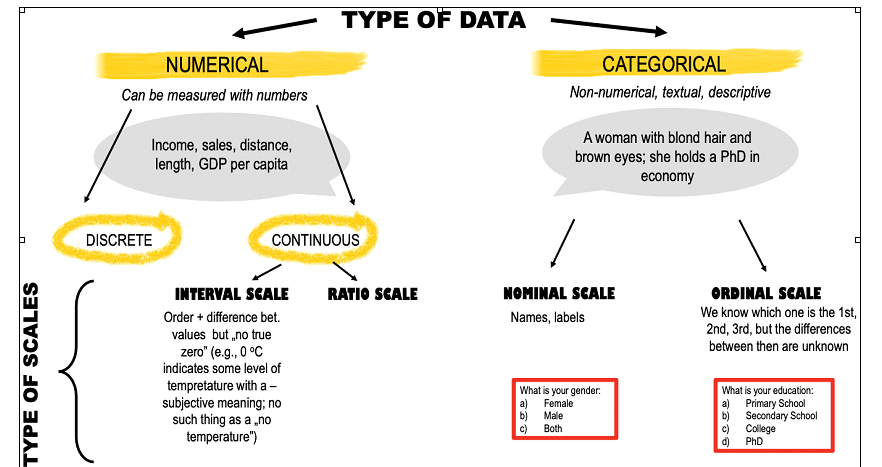 TYPE OF DATA
NUMERICAL
Can be measured with numbers
Income, sales, distance,
length, GDP per capita
DISCRETE
CONTINUOUS
CATEGORICAL
Non-numerical, textual, descriptive
A woman with blond hair and
brown eyes; she holds a PhD in
economy
TYPE OF SCALES
INTERVAL SCALE
Order + difference bet.
values but „no true
zero” (e.g., 0 ºC
indicates some level of
tempretature with a –
subjective meaning; no
such thing as a „no
temperature”)
RATIO SCALE
NOMINAL SCALE
Names, labels
What is your gender:
a) Female
b) Male
c) Both
ORDINAL SCALE
We know which one is the 1st,
2nd, 3rd, but the differences
between then are unknown
What is your education:
a) Primary School
b) Secondary School
c) College
d) PhD